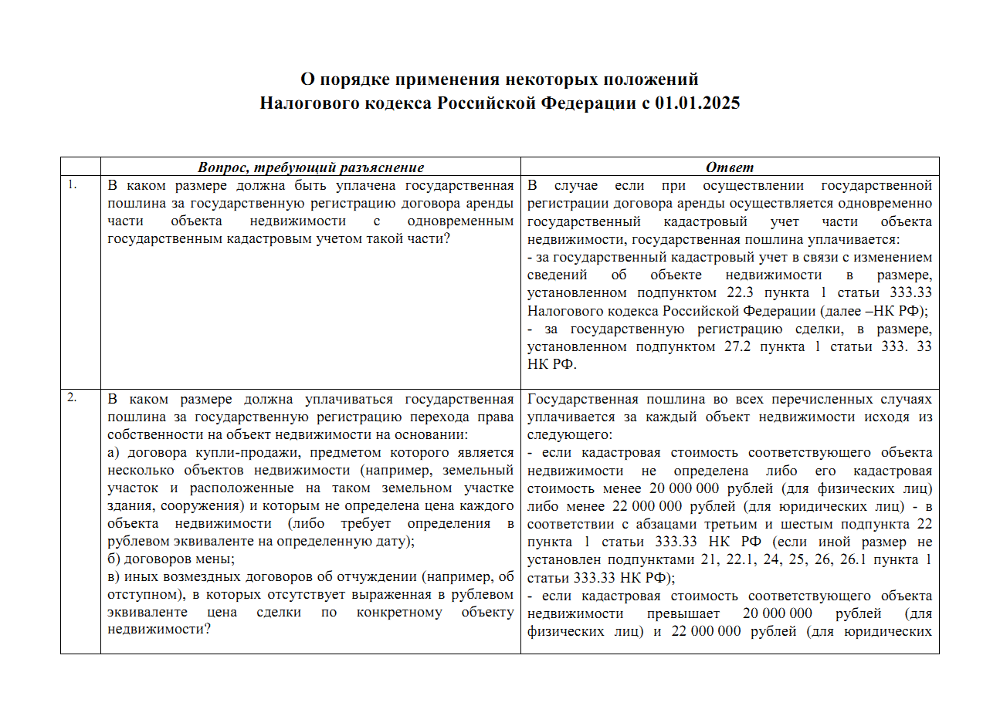 О порядке применения некоторых положений
Налогового кодекса Российской Федерации с 01.01.2025
Вопрос, требующий разъяснение
Ответ
1.
В каком размере должна быть уплачена государственная
пошлина за государственную регистрацию договора аренды
части объекта недвижимости с одновременным
государственным кадастровым учетом такой части?
В случае если при осуществлении государственной
регистрации договора аренды осуществляется одновременно
государственный кадастровый учет части объекта
недвижимости, государственная пошлина уплачивается:
- за государственный кадастровый учет в связи с изменением
сведений об объекте недвижимости в размере,
установленном подпунктом 22.3 пункта 1 статьи 333.33
Налогового кодекса Российской Федерации (далее –НК РФ);
- за государственную регистрацию сделки, в размере,
установленном подпунктом 27.2 пункта 1 статьи 333. 33
НК РФ.
2.
В каком размере должна уплачиваться государственная
пошлина за государственную регистрацию перехода права
собственности на объект недвижимости на основании:
а) договора купли-продажи, предметом которого является
несколько объектов недвижимости (например, земельный
участок и расположенные на таком земельном участке
здания, сооружения) и которым не определена цена каждого
объекта недвижимости (либо требует определения в
рублевом эквиваленте на определенную дату);
б) договоров мены;
в) иных возмездных договоров об отчуждении (например, об
отступном), в которых отсутствует выраженная в рублевом
эквиваленте цена сделки по конкретному объекту
недвижимости?
Государственная пошлина во всех перечисленных случаях
уплачивается за каждый объект недвижимости исходя из
следующего:
- если кадастровая стоимость соответствующего объекта
недвижимости не определена либо его кадастровая
стоимость менее 20 000 000 рублей (для физических лиц)
либо менее 22 000 000 рублей (для юридических лиц) - в
соответствии с абзацами третьим и шестым подпункта 22
пункта 1 статьи 333.33 НК РФ (если иной размер не
установлен подпунктами 21, 22.1, 24, 25, 26, 26.1 пункта 1
статьи 333.33 НК РФ);
- если кадастровая стоимость соответствующего объекта
недвижимости превышает 20 000 000 рублей (для
физических лиц) и 22 000 000 рублей (для юридических